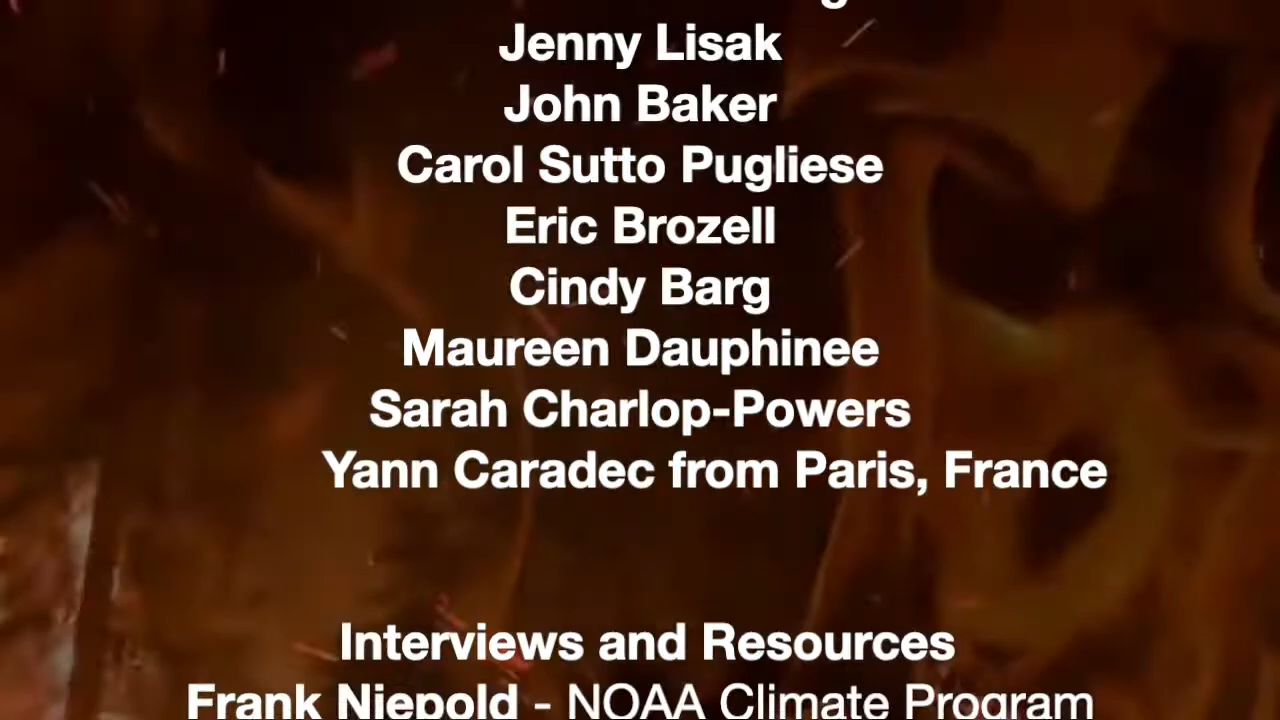 Jenny Lisak
John Baker
Carol Sutto Pugliese
Eric Brozell
Cindy Barg
Maureen Dauphinee
Sarah Charlop-Powers
Yann Caradec from Paris, France
Interviews and Resources
Frank Niepold - NOAA Climate Program